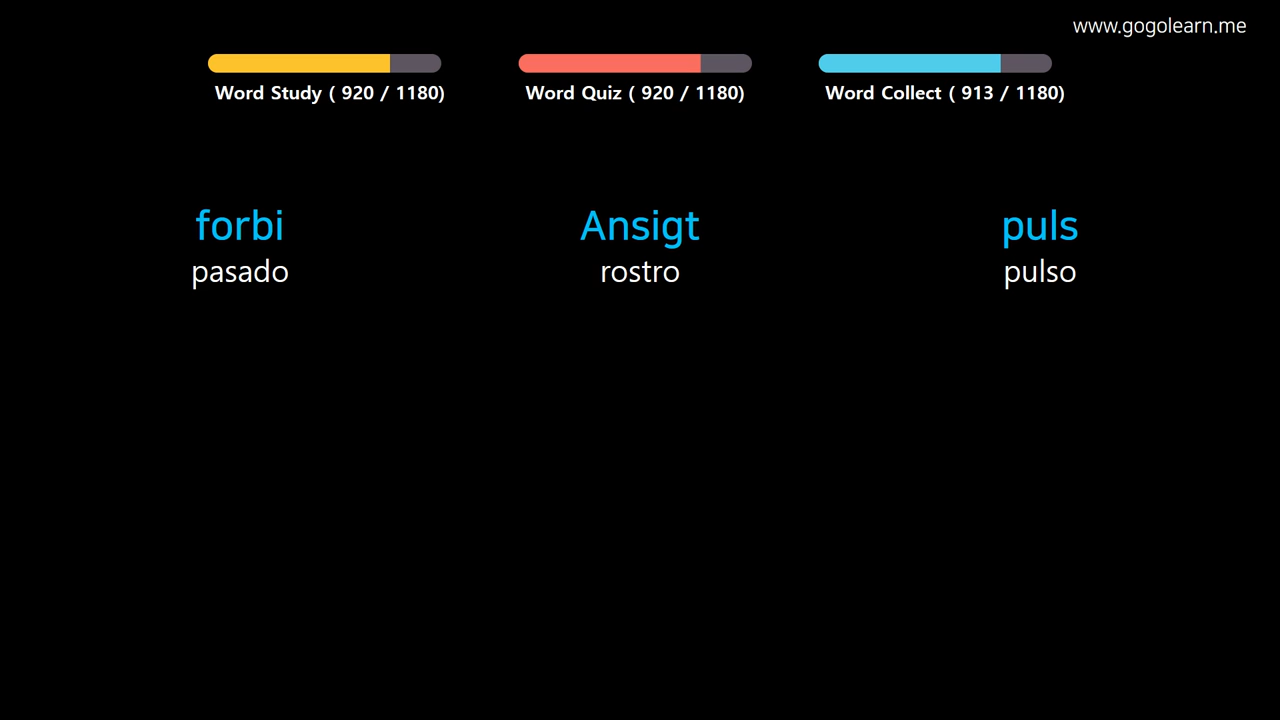 www.gogolearn.me
Word Study ( 920 / 1180)
Word Quiz ( 920 / 1180)
Word Collect ( 913 / 1180)
forbi
pasado
Ansigt
rostro
puls
pulso